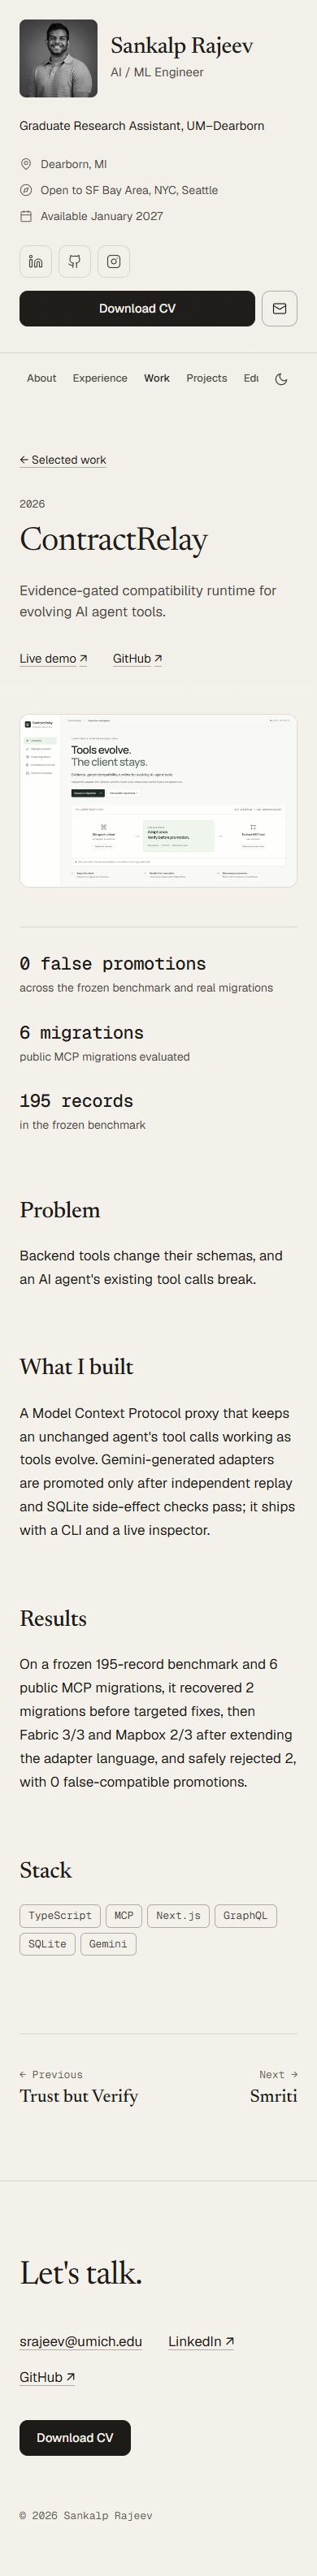 Sankalp Rajeev
AI / ML Engineer
Graduate Research Assistant, UM–Dearborn
Dearborn, MI
Open to SF Bay Area, NYC, Seattle
Available January 2027
Download CV
About Experience Work Projects Edu
← Selected work
2026
ContractRelay
Evidence-gated compatibility runtime for
evolving AI agent tools.
Live demo ↗ GitHub ↗
ContractRelay
Tools evolve.
The client stays.
0 false promotions
across the frozen benchmark and real migrations
6 migrations
public MCP migrations evaluated
195 records
in the frozen benchmark
Problem
Backend tools change their schemas, and
an AI agent's existing tool calls break.
What I built
A Model Context Protocol proxy that keeps
an unchanged agent's tool calls working as
tools evolve. Gemini-generated adapters
are promoted only after independent replay
and SQLite side-effect checks pass; it ships
with a CLI and a live inspector.
Results
On a frozen 195-record benchmark and 6
public MCP migrations, it recovered 2
migrations before targeted fixes, then
Fabric 3/3 and Mapbox 2/3 after extending
the adapter language, and safely rejected 2,
with 0 false-compatible promotions.
Stack
TypeScript MCP Next.js GraphQL
SQLite Gemini
← Previous Next →
Trust but Verify Smriti
Let's talk.
srajeev@umich.edu LinkedIn ↗
GitHub ↗
Download CV
© 2026 Sankalp Rajeev